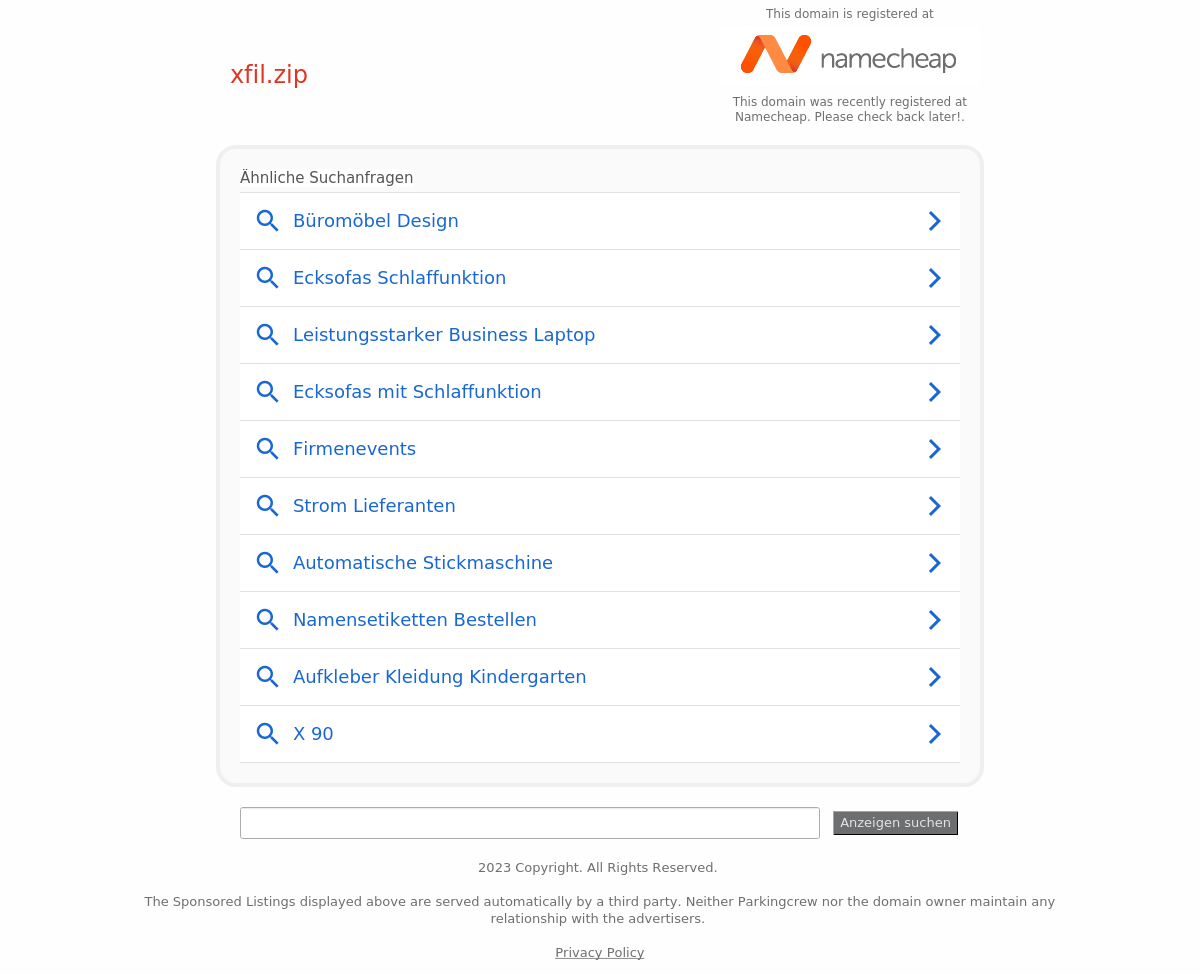 This domain is registered at
namecheap
xfil.zip
This domain was recently registered at
Namecheap. Please check back later!.
Ähnliche Suchanfragen
Büromöbel Design
Ecksofas Schlaffunktion
Leistungsstarker Business Laptop
Ecksofas mit Schlaffunktion
Firmenevents
Strom Lieferanten
Automatische Stickmaschine
Namensetiketten Bestellen
Aufkleber Kleidung Kindergarten
X 90
Anzeigen suchen
2023 Copyright. All Rights Reserved.
The Sponsored Listings displayed above are served automatically by a third party. Neither Parkingcrew nor the domain owner maintain any
relationship with the advertisers.
Privacy Policy